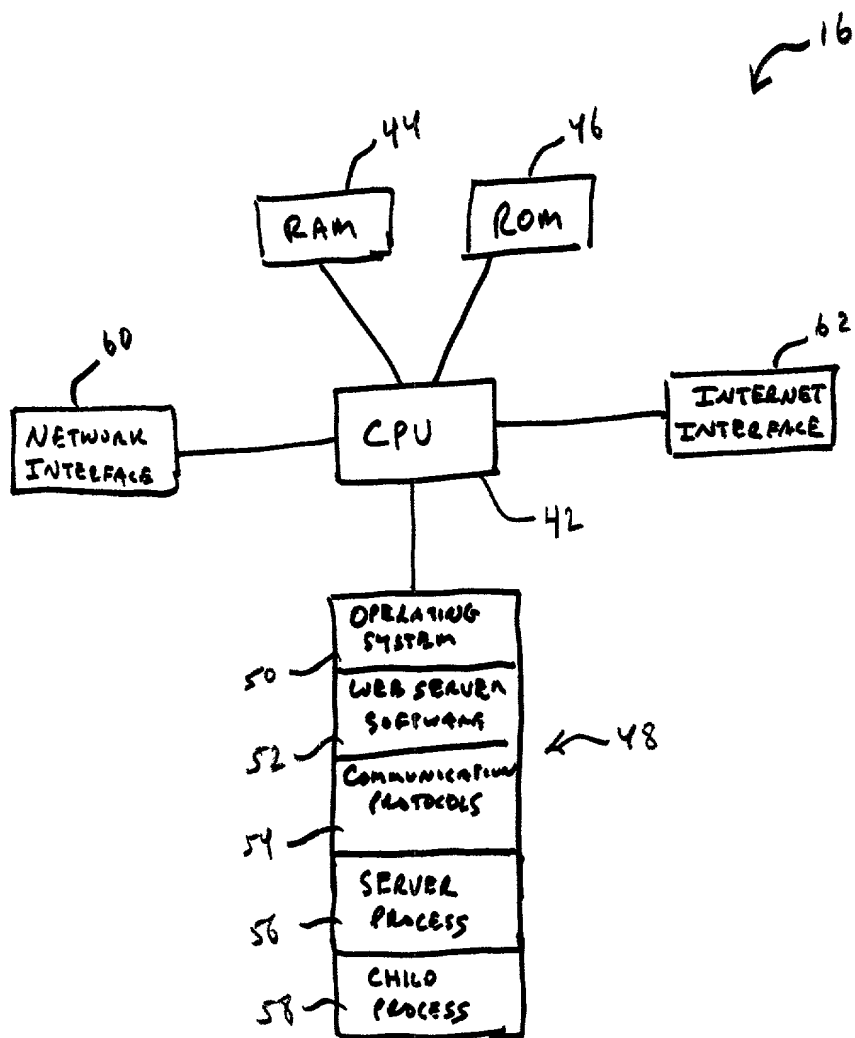 16
44
46
RAM
ROM
60
62
NETWORK
INTERFACE
CPU
INTERNET
INTERFACE
42
OPERATING
SYSTEM
50
WEB SERVER
SOFTWARE
52
48
COMMUNICATION
PROTOCOLS
54
SERVER
PROCESS
56
CHILD
PROCESS
58